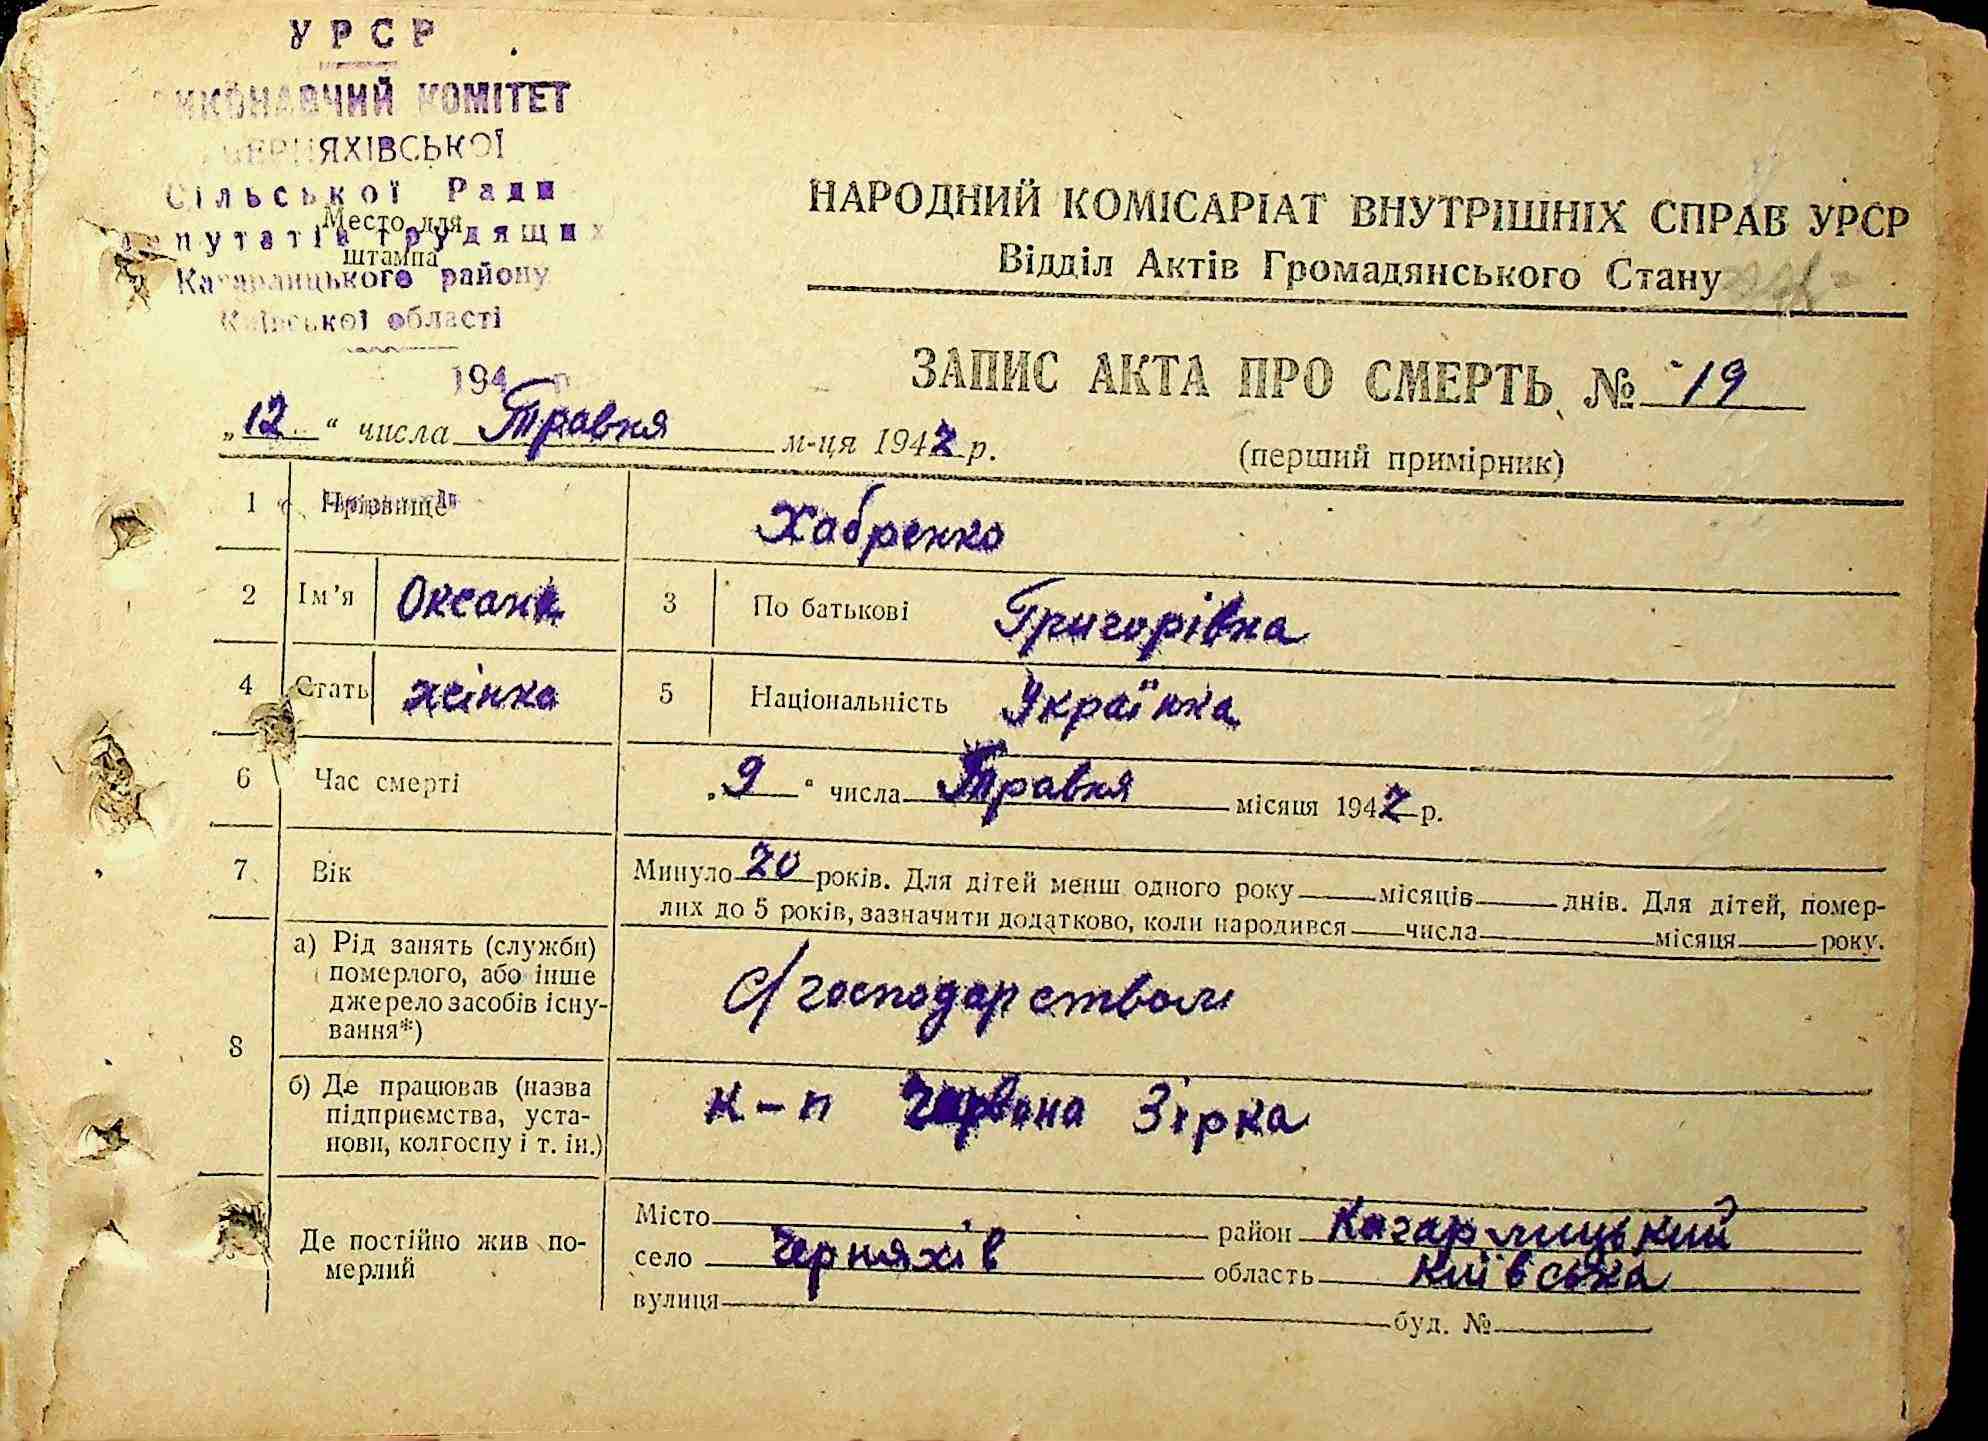 УРСР
ВИКОНАВЧИЙ КОМІТЕТ
ЧЕРНЯХІВСЬКОЇ
Сільської Ради
Депутатів Трудящих
Место для
штампа
Кагарлицького району
Київської області
194
НАРОДНИЙ КОМІСАРІАТ ВНУТРІШНІХ СПРАВ УРСР
Відділ Актів Громадянського Стану
ЗАПИС АКТА ПРО СМЕРТЬ № 19
(перший примірник)
„12“ числа Травня м-ця 1942 р.
1 Прізвище Хабренко
2 Ім’я Оксана 3 По батькові Григорівна
4 Стать жінка 5 Національність Українка
6 Час смерті „9“ числа Травня місяця 1942 р.
7 Вік Минуло 20 років. Для дітей менш одного року місяців днів. Для дітей, помер-
лих до 5 років, зазначити додатково, коли народився числа місяця року.
8 а) Рід занять (служби)
померлого, або інше
джерело засобів існу-
вання*)
с/господарством
б) Де працював (назва
підприємства, уста-
нови, колгоспу і т. ін.)
к-п Червона Зірка
Де постійно жив по-
мерлий
Місто район Кагарлицький
село Черняхів область Київська
вулиця буд. №